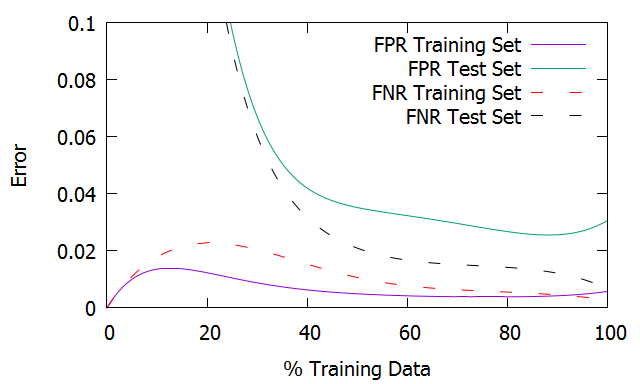 0.1
0.08
0.06
0.04
0.02
0
Error
FPR Training Set
FPR Test Set
FNR Training Set
FNR Test Set
0 20 40 60 80 100
% Training Data